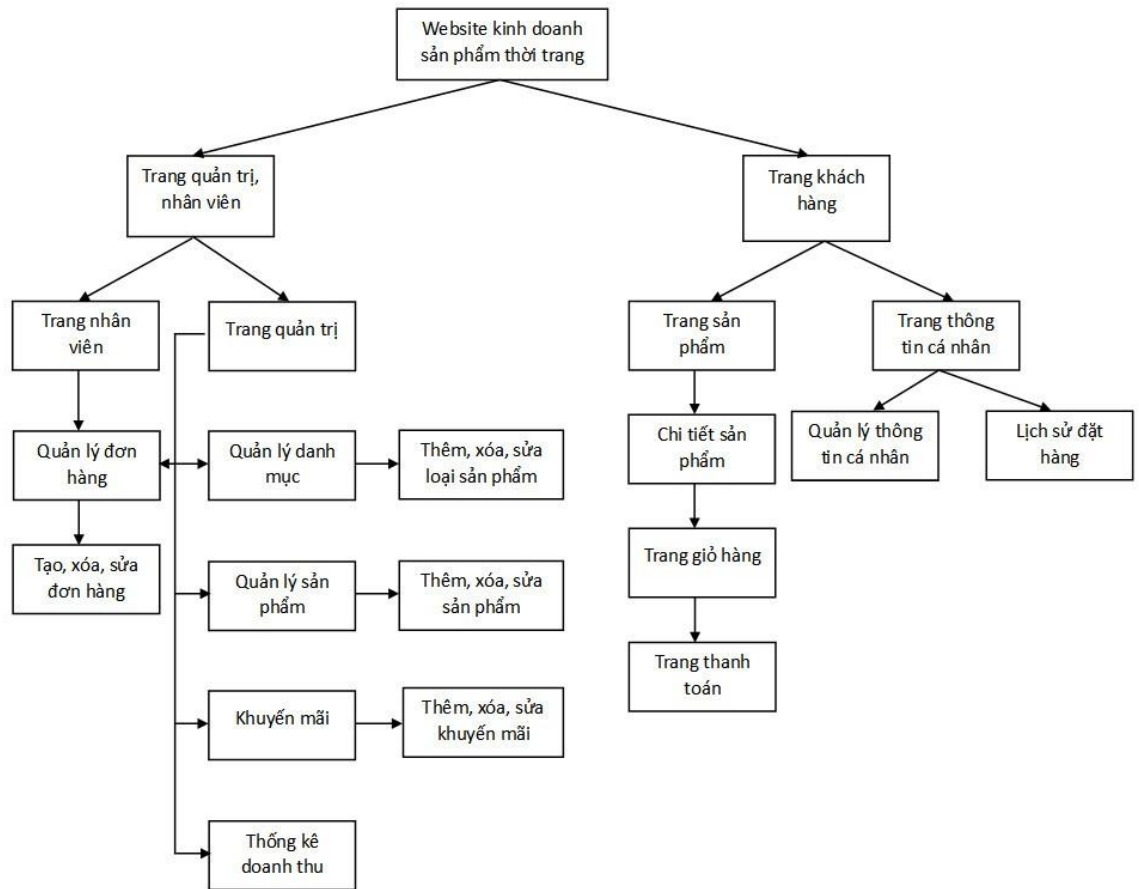 Website kinh doanh
sản phẩm thời trang
Trang quản trị,
nhân viên
Trang khách
hàng
Trang nhân
viên
Trang quản trị
Trang sản
phẩm
Trang thông
tin cá nhân
Quản lý đơn
hàng
Quản lý danh
mục
Thêm, xóa, sửa
loại sản phẩm
Chi tiết sản
phẩm
Quản lý thông
tin cá nhân
Lịch sử đặt
hàng
Tạo, xóa, sửa
đơn hàng
Quản lý sản
phẩm
Thêm, xóa, sửa
sản phẩm
Trang giỏ hàng
Trang thanh
toán
Khuyến mãi
Thêm, xóa, sửa
khuyến mãi
Thống kê
doanh thu